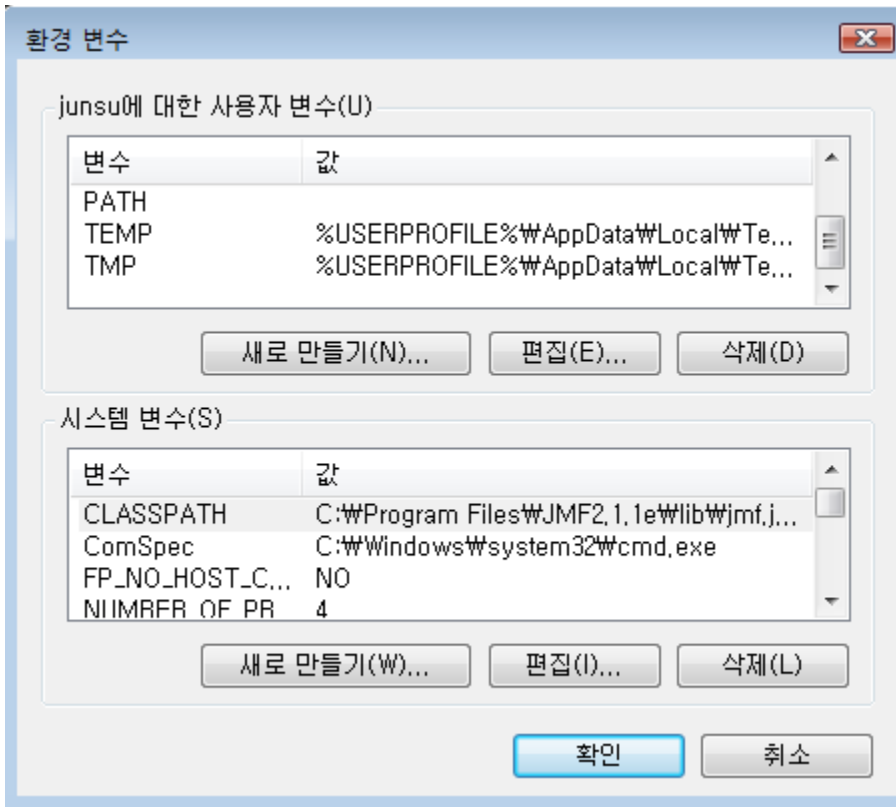 환경 변수
junsu에 대한 사용자 변수(U)
변수 값
PATH
TEMP %USERPROFILE%₩AppData₩Local₩Te...
TMP %USERPROFILE%₩AppData₩Local₩Te...
새로 만들기(N)... 편집(E)... 삭제(D)
시스템 변수(S)
변수 값
CLASSPATH C:₩Program Files₩JMF2.1.1e₩lib₩jmf.j...
ComSpec C:₩Windows₩system32₩cmd.exe
FP_NO_HOST_C... NO
NUMBER_OF_PR 4
새로 만들기(W)... 편집(I)... 삭제(L)
확인 취소